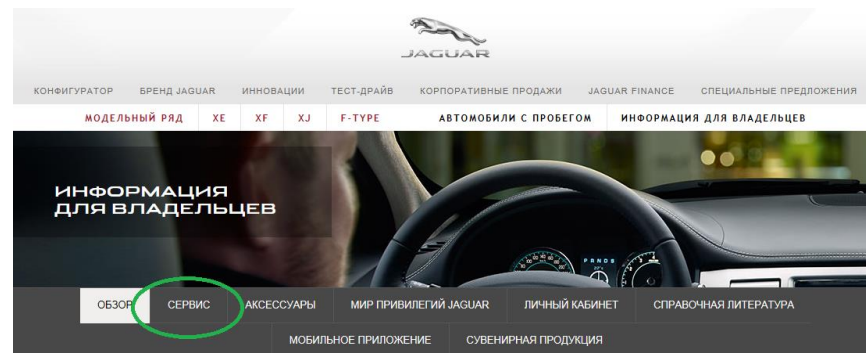 JAGUAR
КОНФИГУРАТОР БРЕНД JAGUAR ИННОВАЦИИ ТЕСТ-ДРАЙВ КОРПОРАТИВНЫЕ ПРОДАЖИ JAGUAR FINANCE СПЕЦИАЛЬНЫЕ ПРЕДЛОЖЕНИЯ
МОДЕЛЬНЫЙ РЯД XE XF XJ F-TYPE АВТОМОБИЛИ С ПРОБЕГОМ ИНФОРМАЦИЯ ДЛЯ ВЛАДЕЛЬЦЕВ
ИНФОРМАЦИЯ
ДЛЯ ВЛАДЕЛЬЦЕВ
PRNDS
ОБЗОР СЕРВИС АКСЕССУАРЫ МИР ПРИВИЛЕГИЙ JAGUAR ЛИЧНЫЙ КАБИНЕТ СПРАВОЧНАЯ ЛИТЕРАТУРА
МОБИЛЬНОЕ ПРИЛОЖЕНИЕ СУВЕНИРНАЯ ПРОДУКЦИЯ